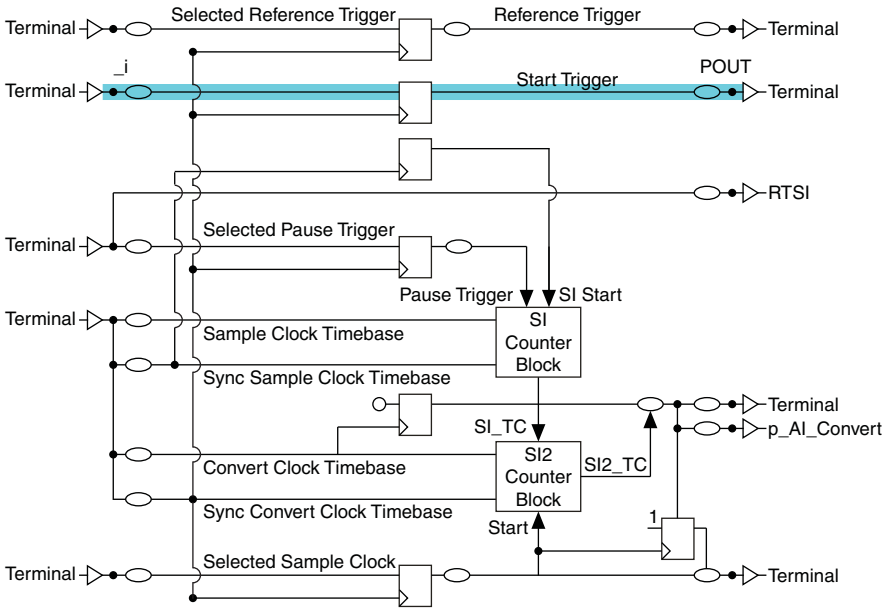 Terminal Selected Reference Trigger Reference Trigger Terminal
_i POUT
Terminal Start Trigger Terminal
RTSI
Terminal Selected Pause Trigger
Pause Trigger SI Start
Terminal Sample Clock Timebase
SI
Counter
Block
Sync Sample Clock Timebase
Terminal
SI_TC p_AI_Convert
Convert Clock Timebase
SI2
Counter
Block
SI2_TC
Sync Convert Clock Timebase
Start 1
Terminal Selected Sample Clock Terminal